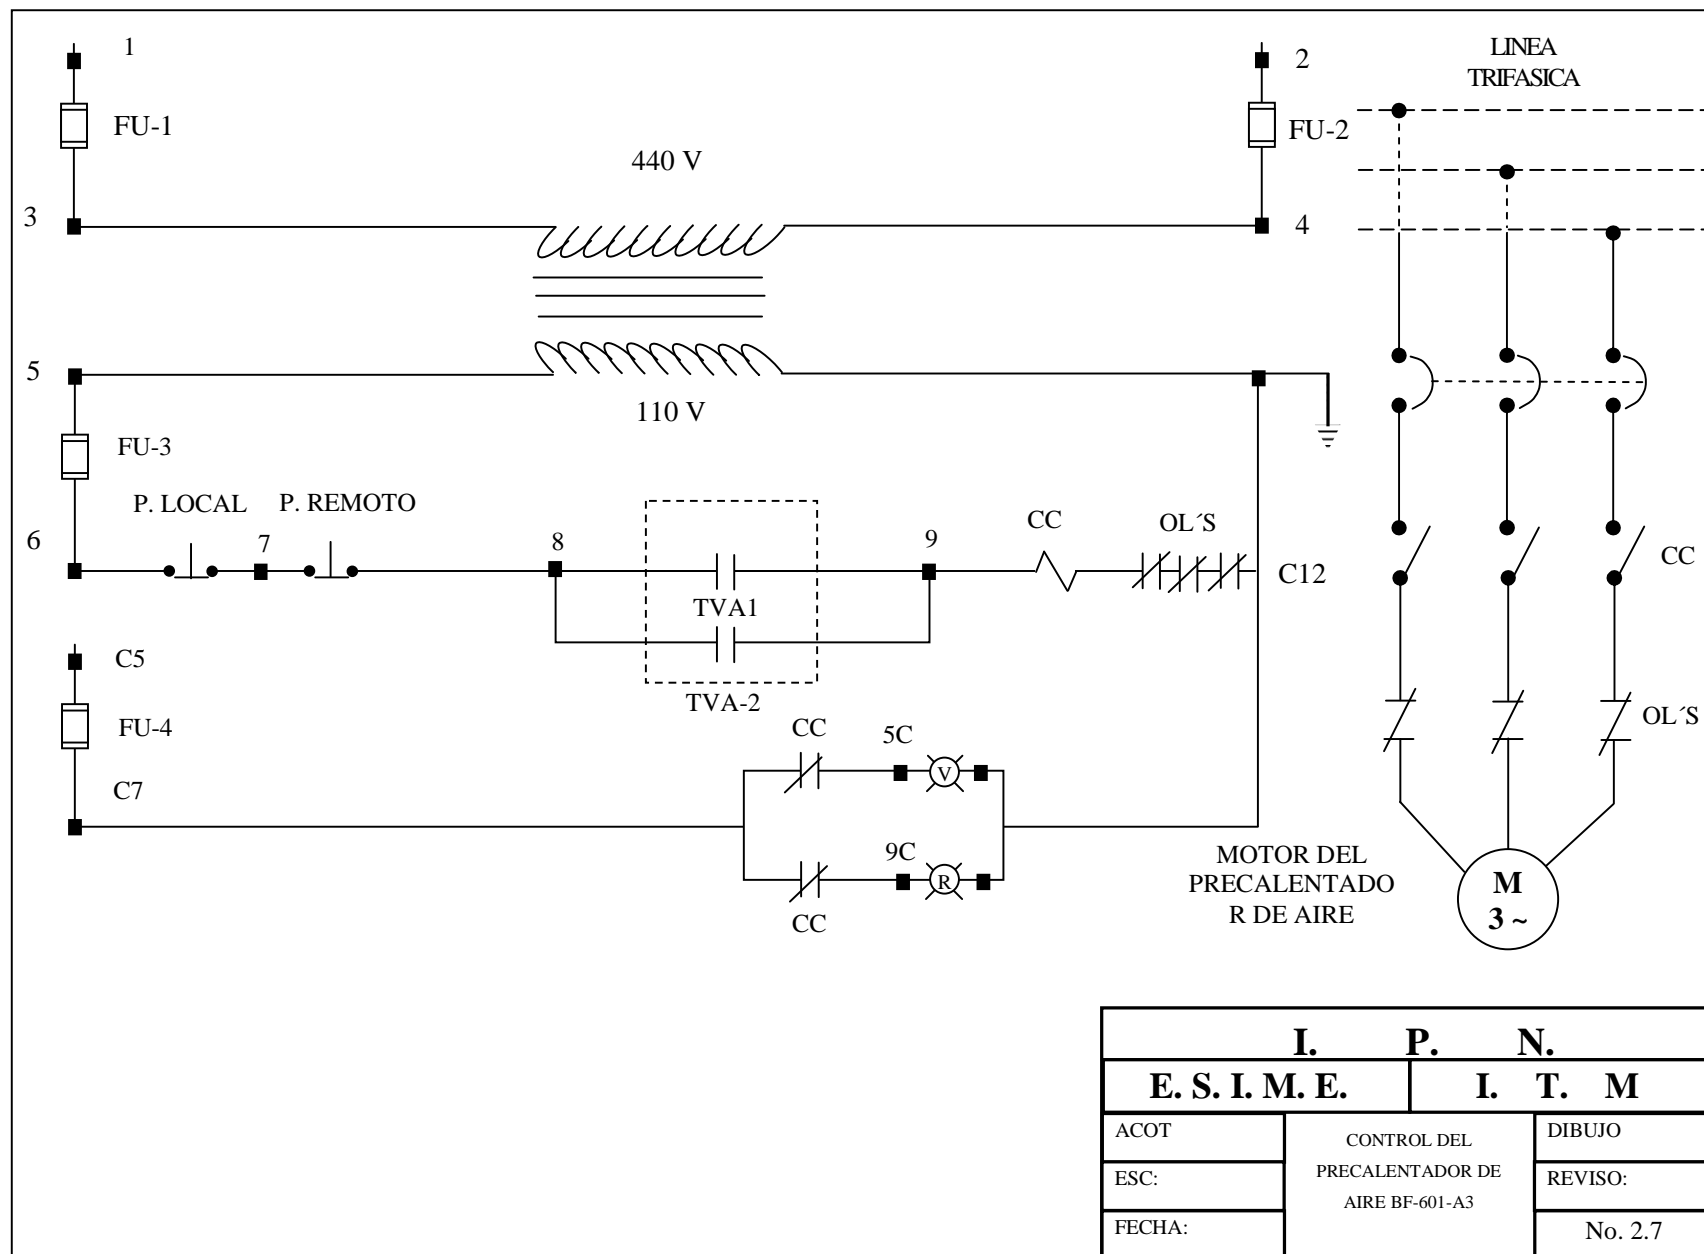 1
2
LINEA
TRIFASICA
FU-1
FU-2
440 V
3
4
5
110 V
FU-3
P. LOCAL
P. REMOTO
6
7
8
9
CC
OL´S
C12
CC
TVA1
TVA-2
C5
FU-4
C7
CC
5C
V
OL´S
9C
R
CC
MOTOR DEL
PRECALENTADO
R DE AIRE
M
3 ~
I. P. N.
E. S. I. M. E.
I. T. M
ACOT
CONTROL DEL
PRECALENTADOR DE
AIRE BF-601-A3
DIBUJO
ESC:
REVISO:
FECHA:
No. 2.7